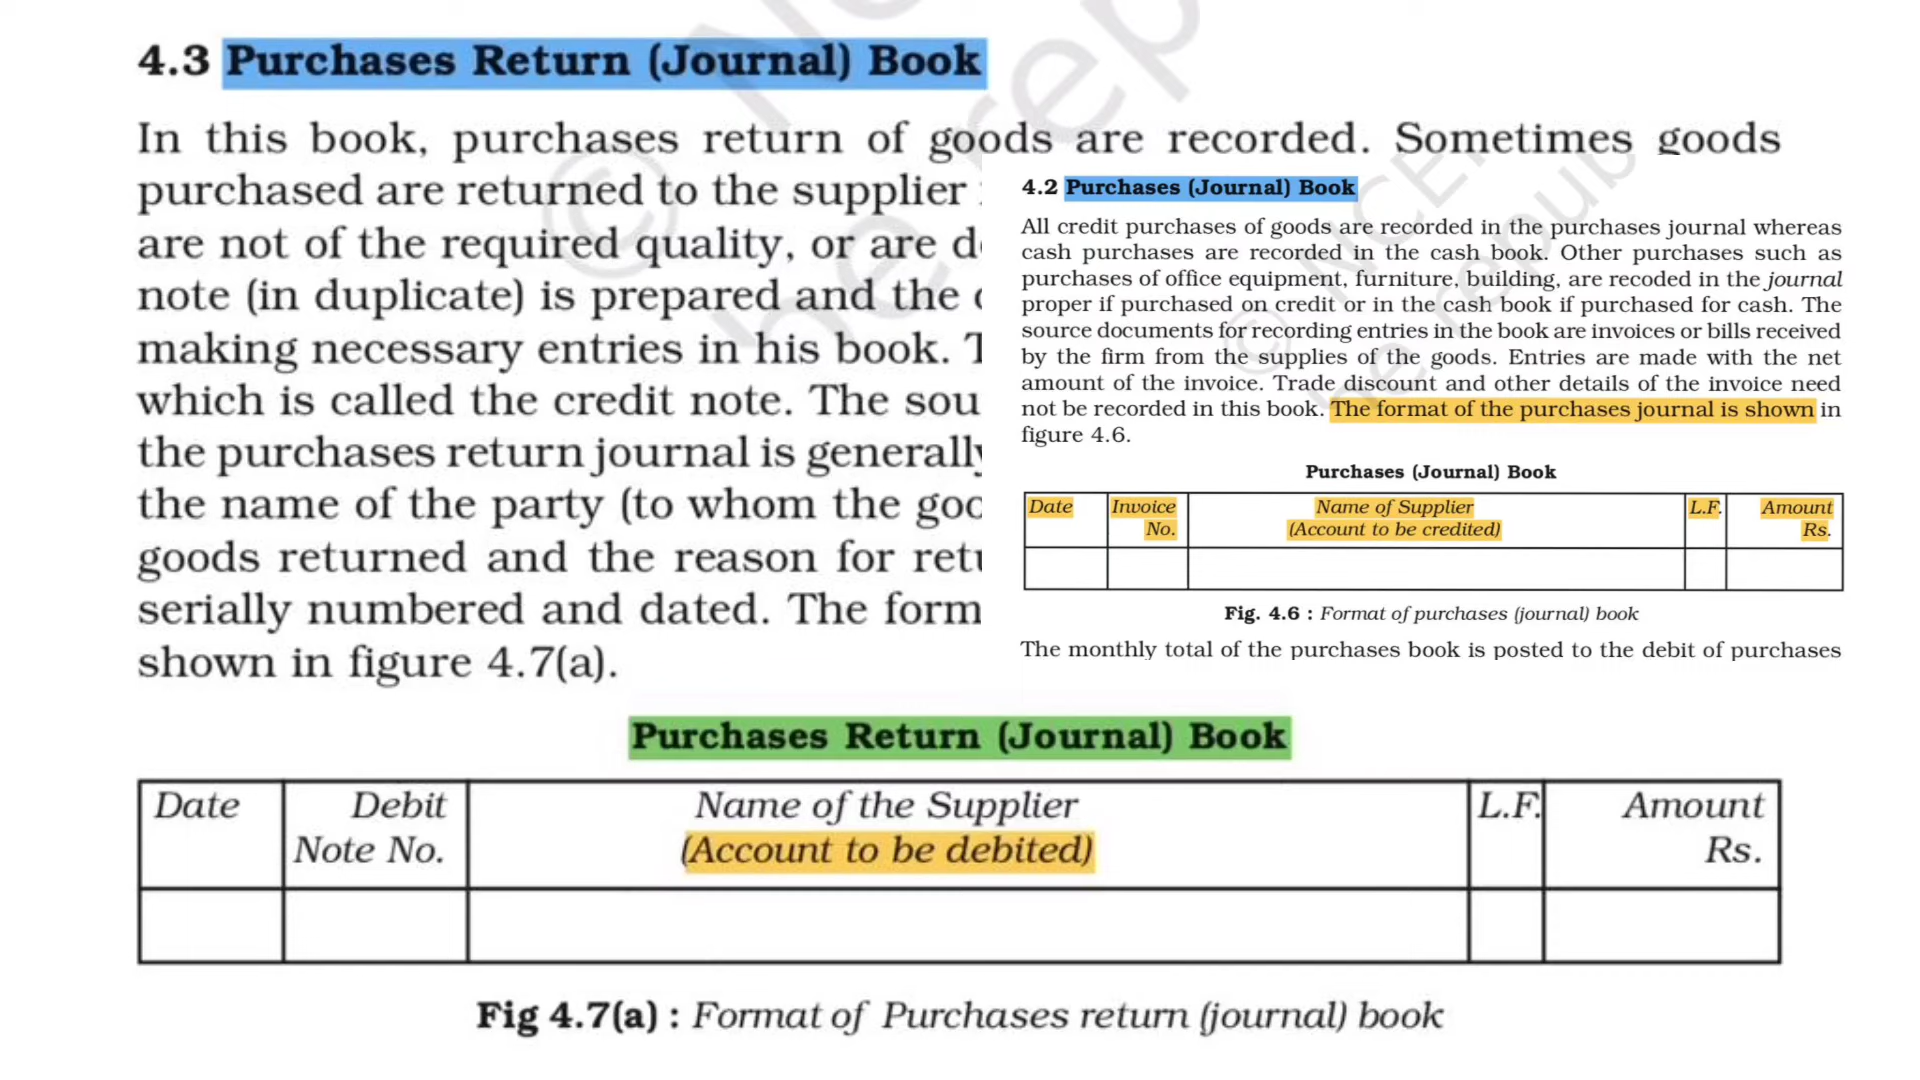 4.3 Purchases Return (Journal) Book
In this book, purchases return of goods are recorded. Sometimes goods
purchased are returned to the supplier
are not of the required quality, or are
note (in duplicate) is prepared and the
making necessary entries in his book.
which is called the credit note. The
the purchases return journal is generally
the name of the party (to whom the
goods returned and the reason for
serially numbered and dated. The
shown in figure 4.7(a).
4.2 Purchases (Journal) Book
All credit purchases of goods are recorded in the purchases journal whereas
cash purchases are recorded in the cash book. Other purchases such as
purchases of office equipment, furniture, building, are recoded in the journal
proper if purchased on credit or in the cash book if purchased for cash. The
source documents for recording entries in the book are invoices or bills received
by the firm from the supplies of the goods. Entries are made with the net
amount of the invoice. Trade discount and other details of the invoice need
not be recorded in this book. The format of the purchases journal is shown in
figure 4.6.
Purchases (Journal) Book
Date Invoice Name of Supplier L.F. Amount
No. (Account to be credited) Rs.
Fig. 4.6 : Format of purchases (journal) book
The monthly total of the purchases book is posted to the debit of purchases
Purchases Return (Journal) Book
Date Debit Name of the Supplier L.F. Amount
Note No. (Account to be debited) Rs.
Fig 4.7(a) : Format of Purchases return (journal) book